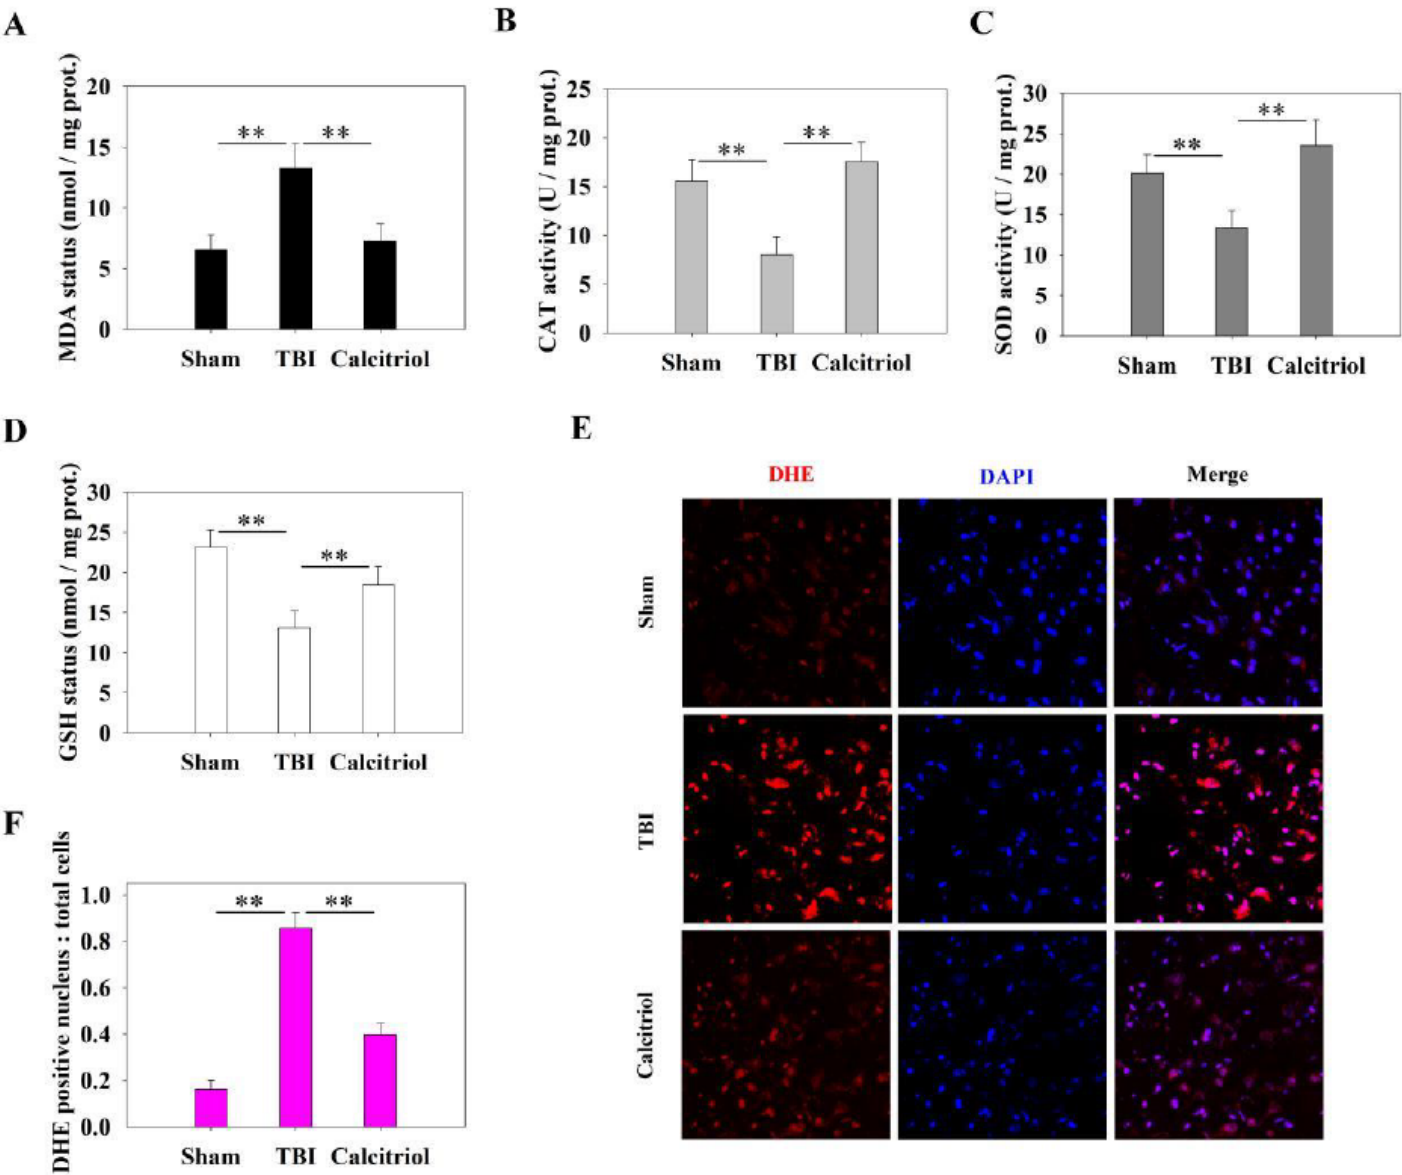 A
MDA status (nmol / mg prot.)
20
15
10
5
0
**
**
Sham TBI Calcitriol
B
CAT activity (U / mg prot.)
25
20
15
10
5
0
**
**
Sham TBI Calcitriol
C
SOD activity (U / mg prot.)
30
25
20
15
10
5
0
**
**
Sham TBI Calcitriol
D
GSH status (nmol / mg prot.)
30
25
20
15
10
5
0
**
**
Sham TBI Calcitriol
E
DHE DAPI Merge
Sham
TBI
Calcitriol
F
DHE positive nucleus : total cells
1.0
0.8
0.6
0.4
0.2
0.0
**
**
Sham TBI Calcitriol